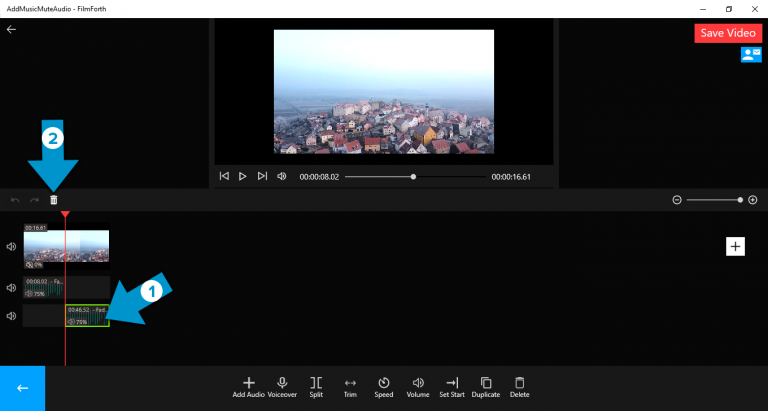 AddMusicMuteAudio - FilmForth
Save Video
2
00:00:08.02
00:00:16.61
00:16.61
0%
00:08.02 - Fa...
75%
1
00:46.52 - Fad...
79%
Add Audio Voiceover Split Trim Speed Volume Set Start Duplicate Delete